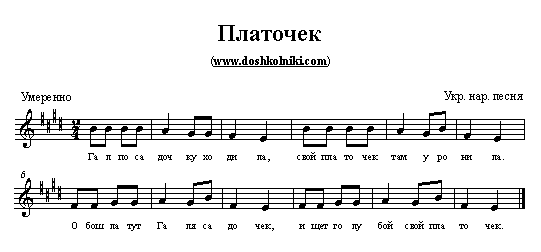 Платочек
(www.doshkolniki.com)
Умеренно Укр. нар. песня
2
4
Га л по са доч ку хо ди ла, свой пла то чек там у ро ни ла.
6
О бош ла тут Га ля са до чек, и щет го лу бой свой пла то чек.